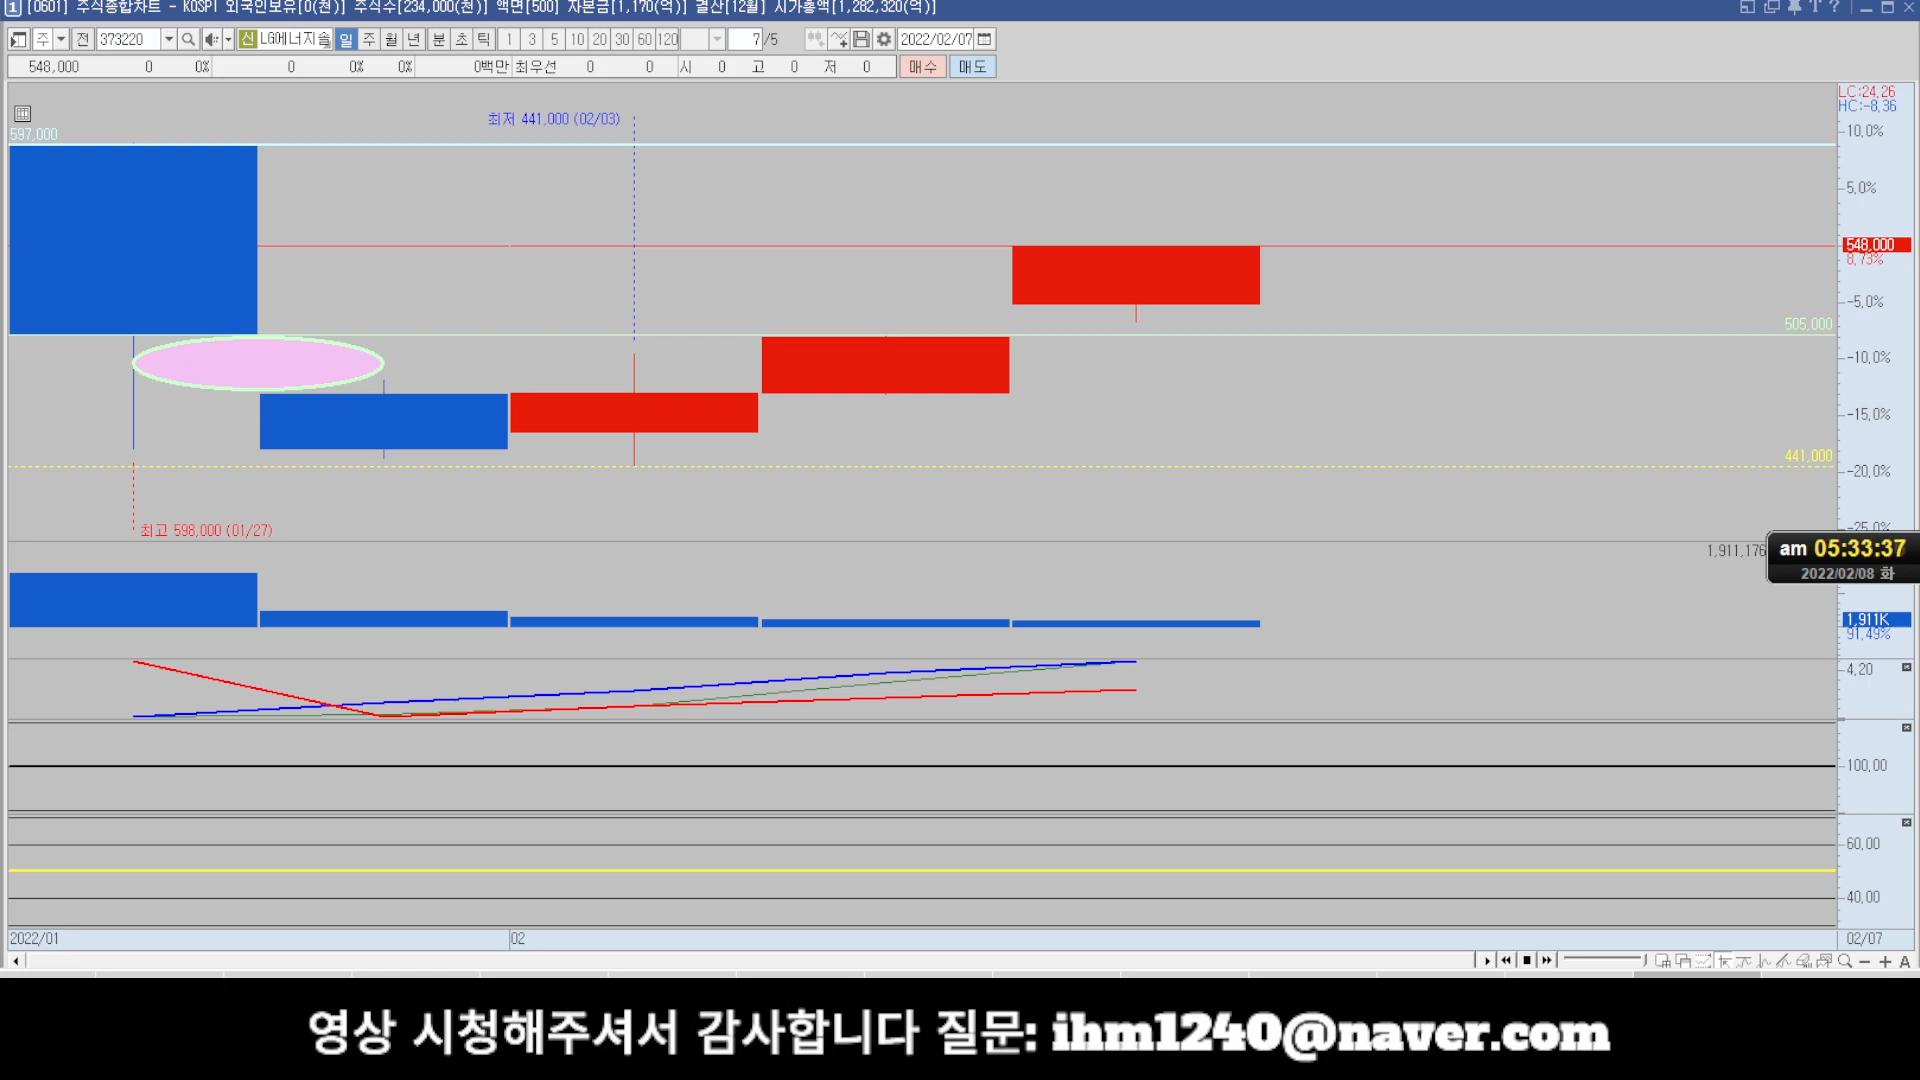 1 [0601] 주식종합차트 - KOSPI 외국인보유[0(천)] 주식수[234,000(천)] 액면[500] 자본금[1,170(억)] 결산[12월] 시가총액[1,282,320(억)]
주 전 373220 신 LG에너지솔 일 주 월 년 분 초 틱 1 3 5 10 20 30 60 120 7 /5 2022/02/07
548,000 0 0% 0 0% 0% 0백만 최우선 0 0 시 0 고 0 저 0 매수 매도
LC:24,26
HC:-8,36
최저 441,000 (02/03)
597,000
10,0%
5,0%
548,000
8,73%
-5,0%
505,000
-10,0%
-15,0%
441,000
-20,0%
-25,0%
최고 598,000 (01/27)
1,911,176
am 05:33:37
2022/02/08 화
1,911K
91,49%
4,20
100,00
60,00
40,00
2022/01 02 02/07
영상 시청해주셔서 감사합니다 질문: ihm1240@naver.com